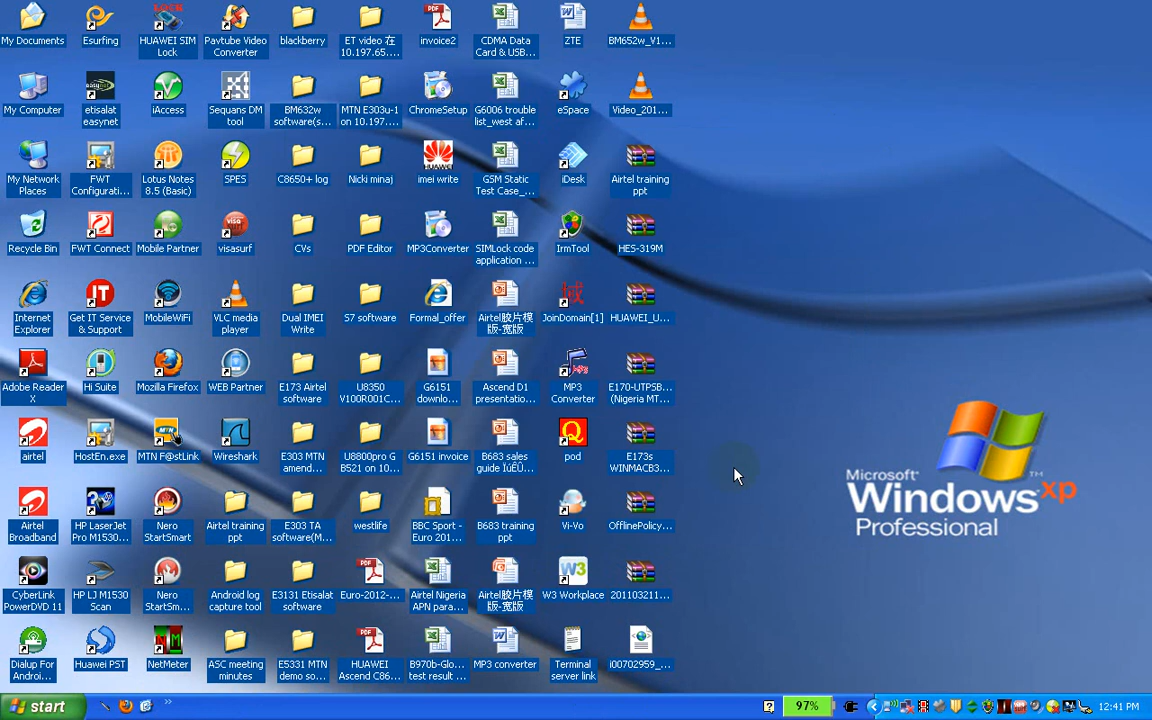 My Documents
Esurfing
HUAWEI SIM
Lock
Pavtube Video
Converter
blackberry
ET video 在
10.197.65....
invoice2
CDMA Data
Card & USB...
ZTE
BM652w_V1...
My Computer
etisalat
easynet
iAccess
Sequans DM
tool
BM632w
software(s...
MTN E303u-1
on 10.197....
ChromeSetup
G6006 trouble
list_west af...
eSpace
Video_201...
My Network
Places
FWT
Configurati...
Lotus Notes
8.5 (Basic)
SPES
C8650+ log
Nicki minaj
imei write
GSM Static
Test Case_...
iDesk
Airtel training
ppt
Recycle Bin
FWT Connect
Mobile Partner
visasurf
CVs
PDF Editor
MP3Converter
SIMLock code
application ...
IrmTool
HES-319M
Internet
Explorer
Get IT Service
& Support
MobileWiFi
VLC media
player
Dual IMEI
Write
S7 software
Formal_offer
Airtel胶片模
版-宽版
JoinDomain[1]
HUAWEI_U...
Adobe Reader
X
Hi Suite
Mozilla Firefox
WEB Partner
E173 Airtel
software
U8350
V100R001C...
G6151
downlo...
Ascend D1
presentatio...
MP3
Converter
E170-UTPSB...
(Nigeria MT...
airtel
HostEn.exe
MTN F@stLink
Wireshark
E303 MTN
amend...
U8800pro G
B521 on 10...
G6151 invoice
B683 sales
guide ÏúÊÛ...
pod
E173s
WINMACB3...
Airtel
Broadband
HP LaserJet
Pro M1530...
Nero
StartSmart
Airtel training
ppt
E303 TA
software(M...
westlife
BBC Sport -
Euro 201...
B683 training
ppt
Vi-Vo
OfflinePolicy...
CyberLink
PowerDVD 11
HP LJ M1530
Scan
Nero
StartSm...
Android log
capture tool
E3131 Etisalat
software
Euro-2012-...
Airtel Nigeria
APN para...
Airtel胶片模
版-宽版
W3 Workplace
201103211...
Dialup For
Androi...
Huawei PST
NetMeter
ASC meeting
minutes
E5331 MTN
demo so...
HUAWEI
Ascend C86...
B970b-Glo...
test result ...
MP3 converter
Terminal
server link
i00702959_...
Microsoft
Windows xp
Professional
start
97%
12:41 PM